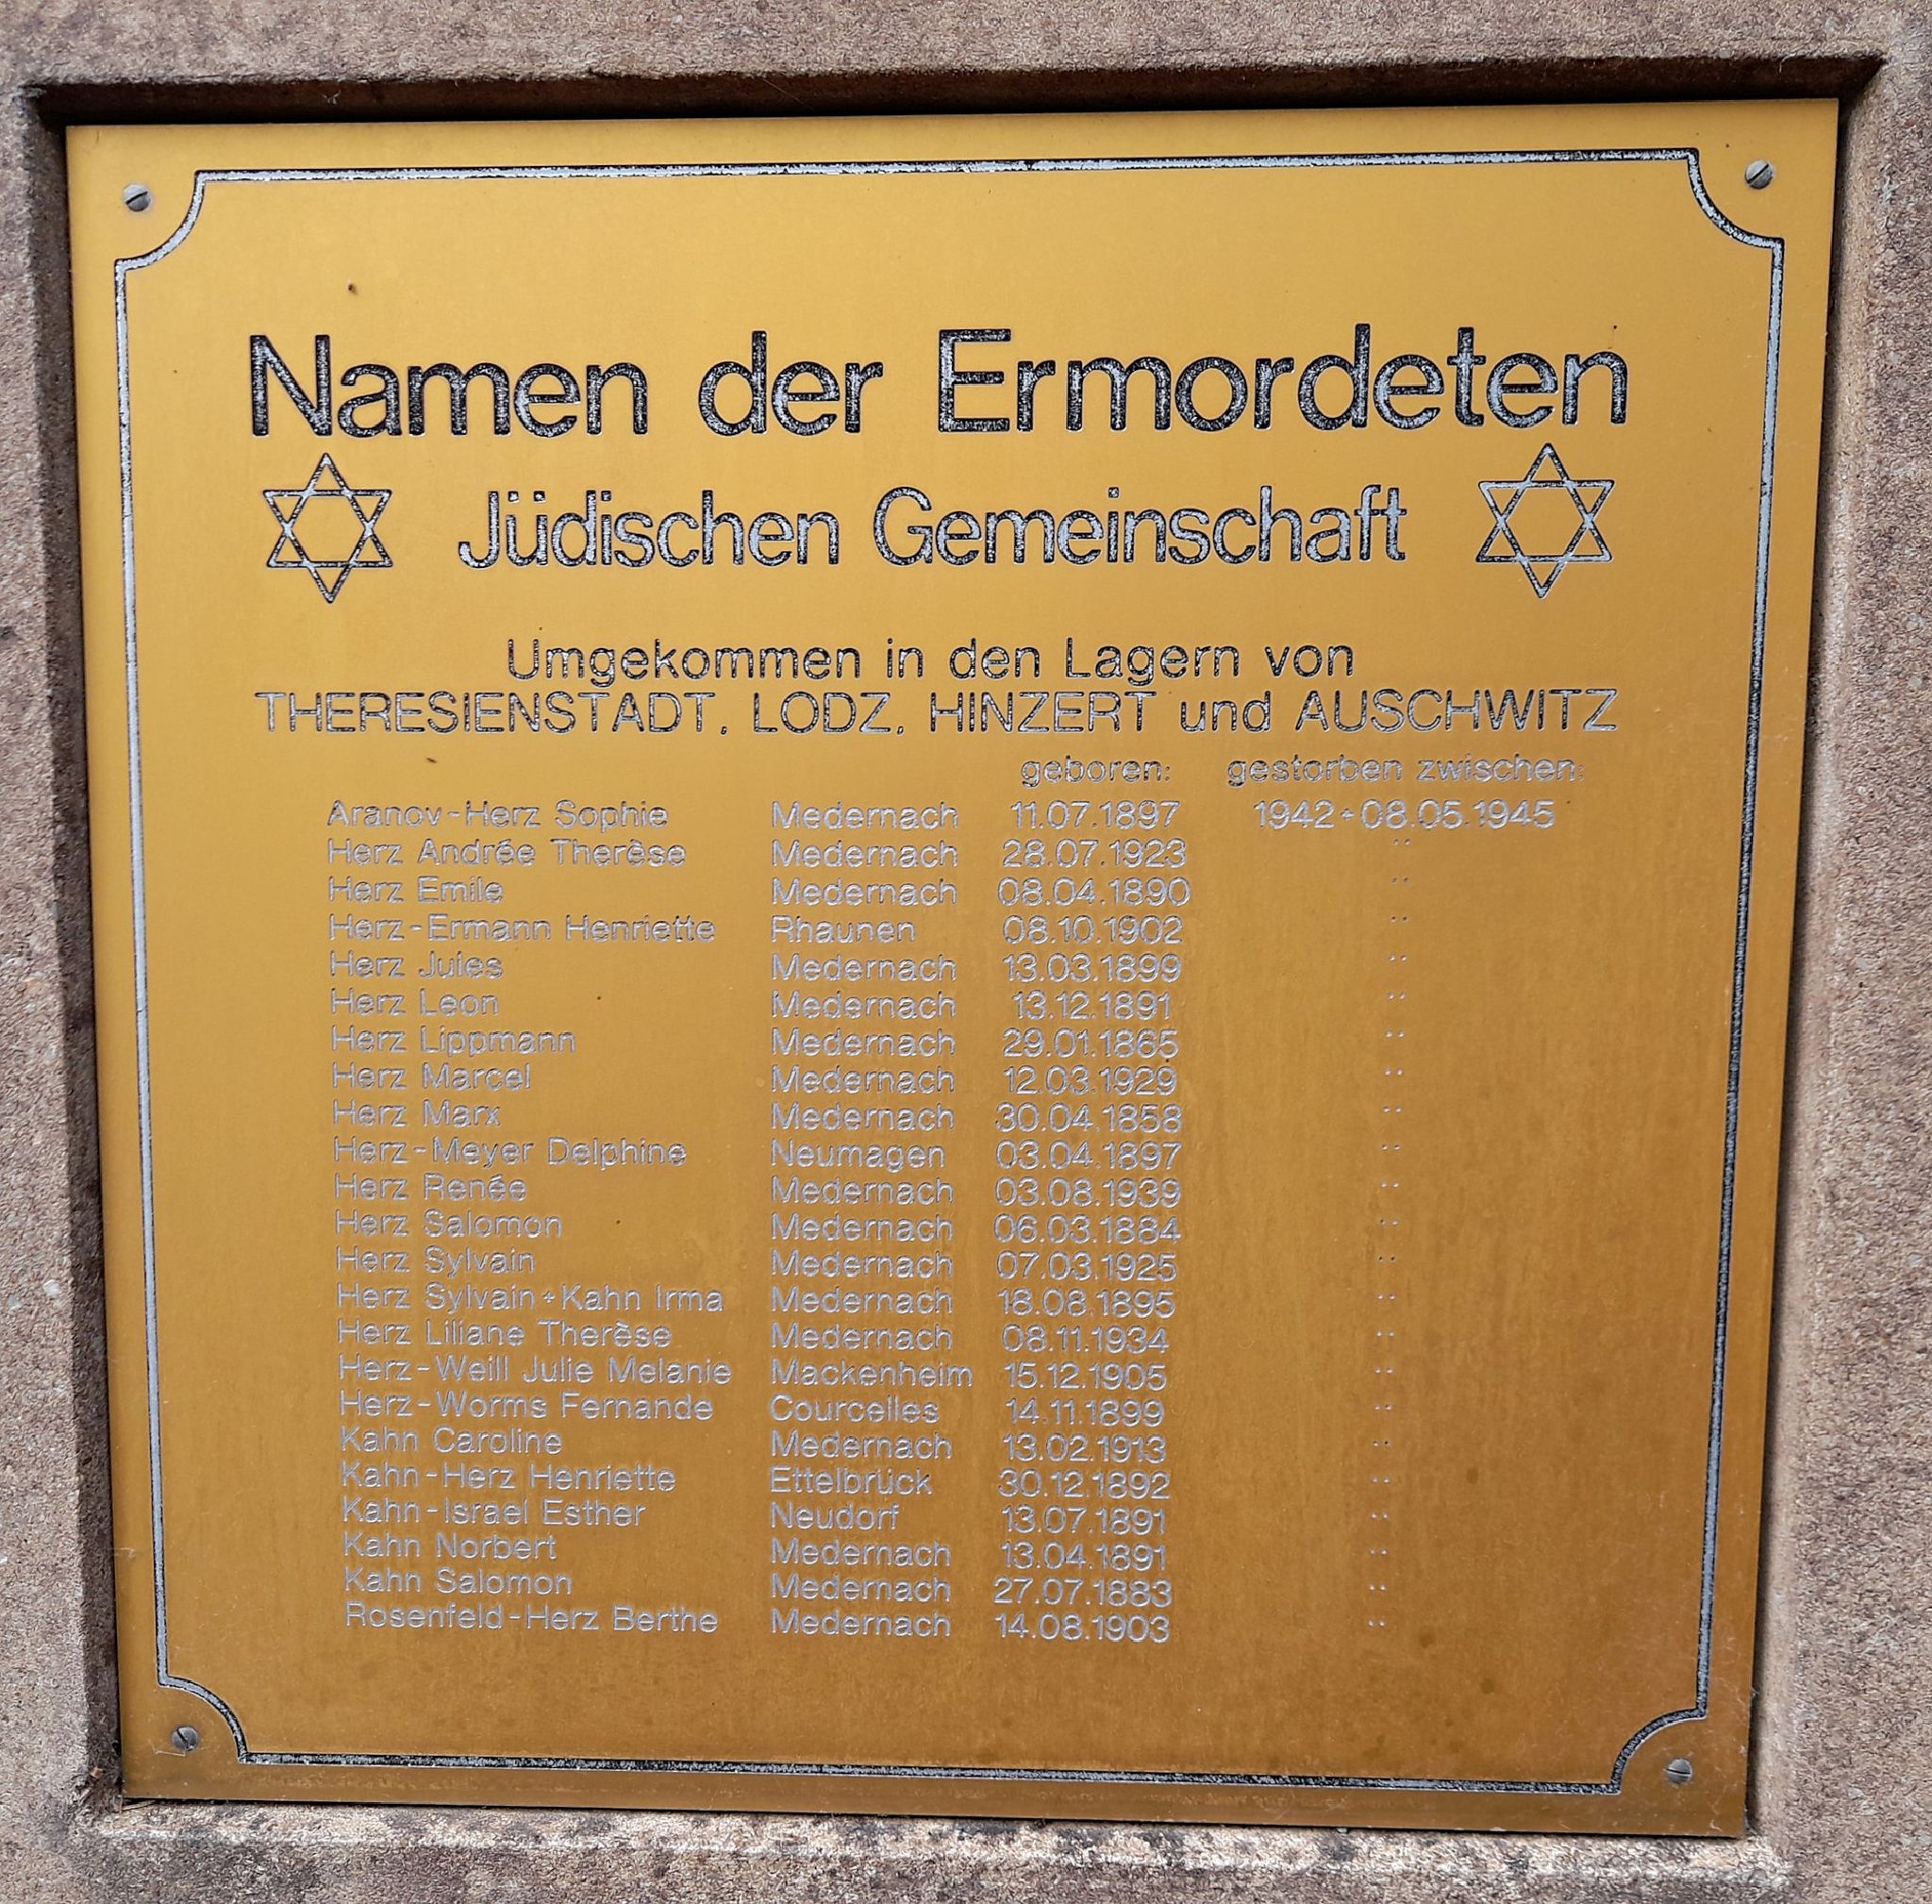 Namen der Ermordeten
Jüdischen Gemeinschaft
Umgekommen in den Lagern von
THERESIENSTADT, LODZ, HINZERT und AUSCHWITZ
geboren: gestorben zwischen:
Aranov-Herz Sophie Medernach 11.07.1897 1942+08.05.1945
Herz Andrée Therèse Medernach 28.07.1923 "
Herz Emile Medernach 08.04.1890 "
Herz-Ermann Henriette Rhaunen 08.10.1902 "
Herz Jules Medernach 13.03.1899 "
Herz Leon Medernach 13.12.1891 "
Herz Lippmann Medernach 29.01.1865 "
Herz Marcel Medernach 12.03.1929 "
Herz Marx Medernach 30.04.1858 "
Herz-Meyer Delphine Neumagen 03.04.1897 "
Herz Renée Medernach 03.08.1939 "
Herz Salomon Medernach 06.03.1884 "
Herz Sylvain Medernach 07.03.1925 "
Herz Sylvain+Kahn Irma Medernach 18.08.1895 "
Herz Liliane Therèse Medernach 08.11.1934 "
Herz-Weill Julie Melanie Mackenheim 15.12.1905 "
Herz-Worms Fernande Courcelles 14.11.1899 "
Kahn Caroline Medernach 13.02.1913 "
Kahn-Herz Henriette Ettelbrück 30.12.1892 "
Kahn-Israel Esther Neudorf 13.07.1891 "
Kahn Norbert Medernach 13.04.1891 "
Kahn Salomon Medernach 27.07.1883 "
Rosenfeld-Herz Berthe Medernach 14.08.1903 "